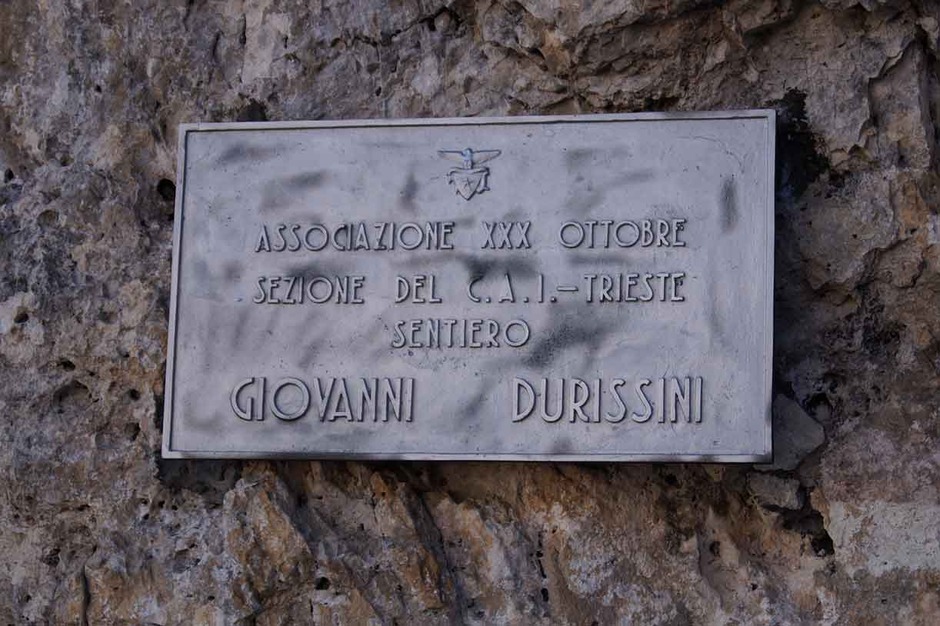 ASSOCIAZIONE XXX OTTOBRE
SEZIONE DEL C.A.I.-TRIESTE
SENTIERO
GIOVANNI DURISSINI